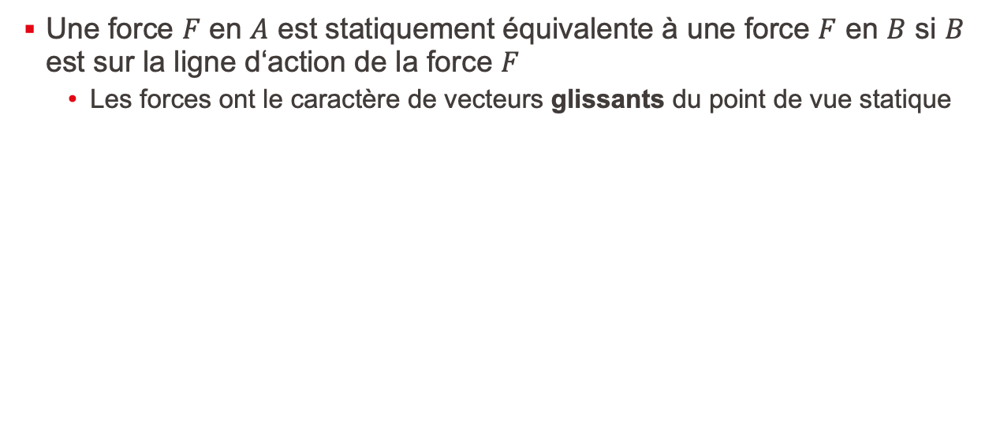 ▪ Une force F en A est statiquement équivalente à une force F en B si B
est sur la ligne d‘action de la force F
• Les forces ont le caractère de vecteurs glissants du point de vue statique